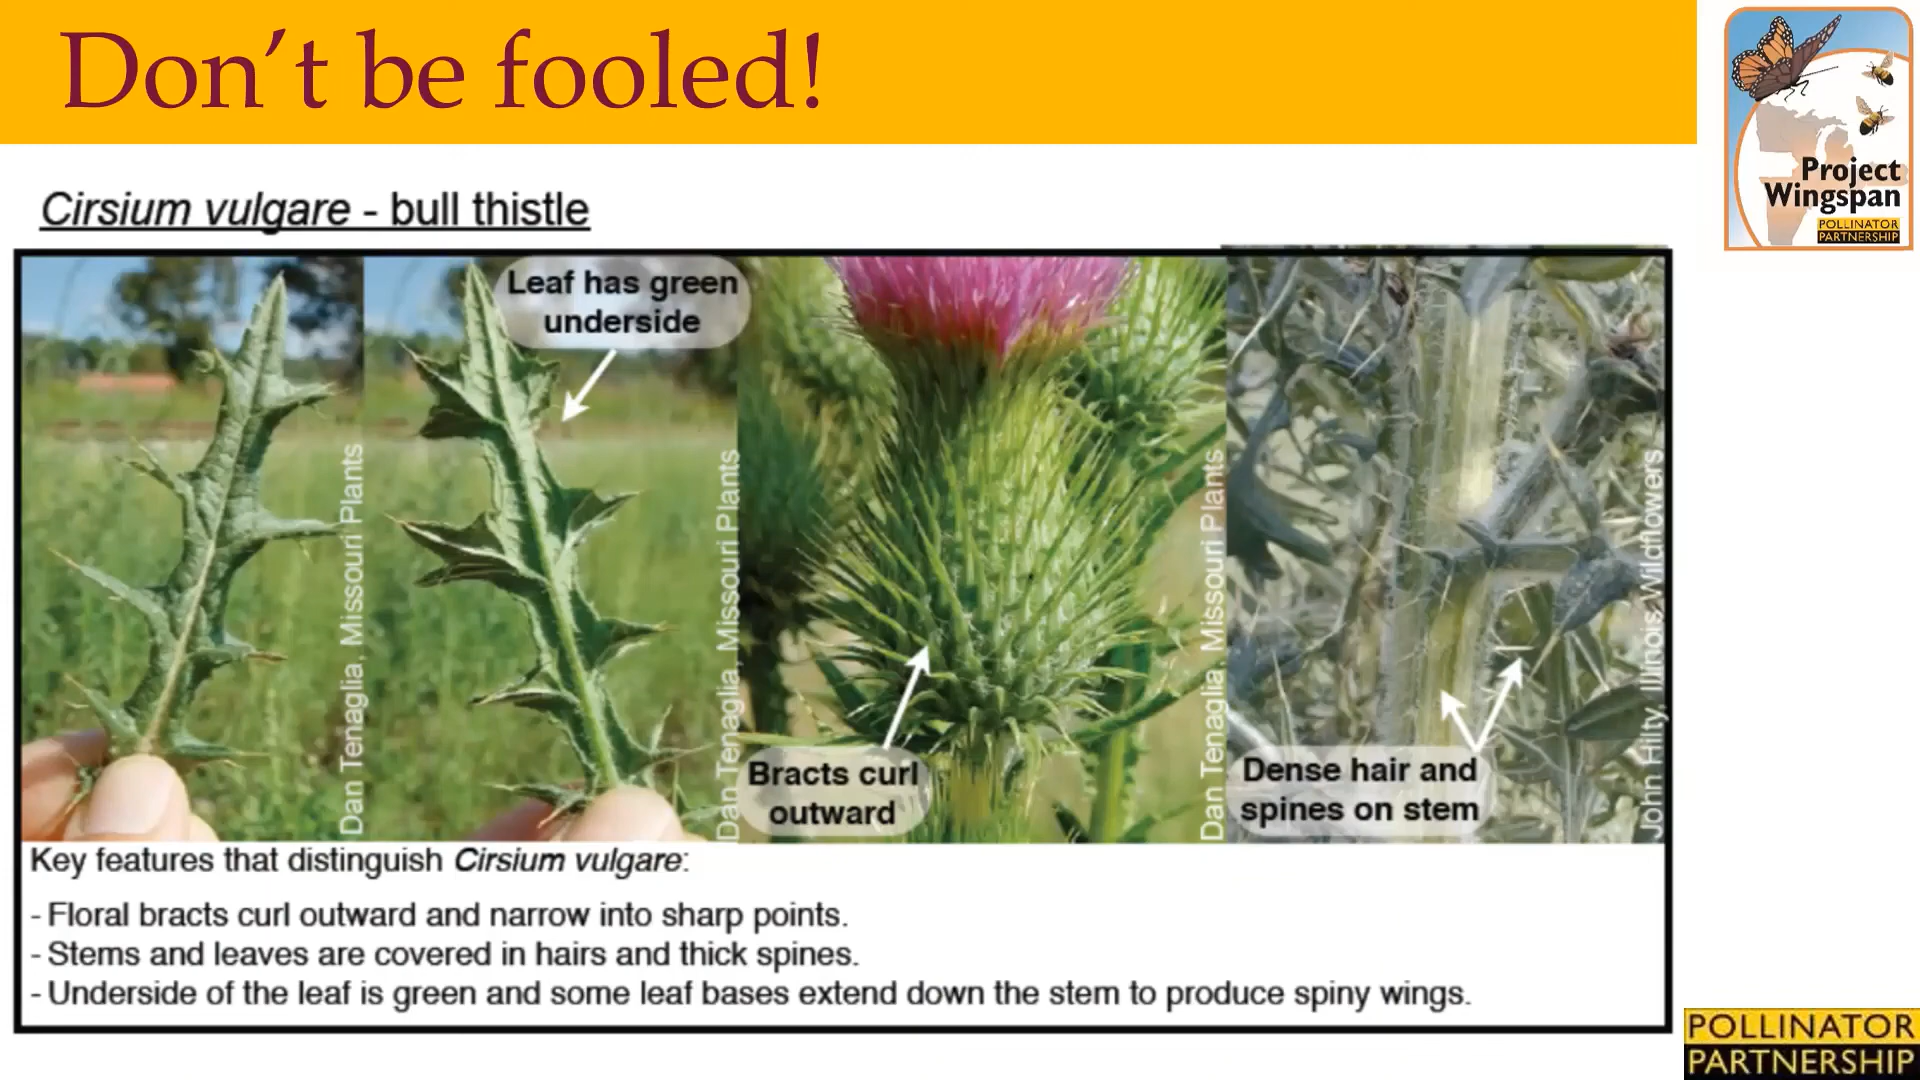 Don't be fooled!
Project
Wingspan
POLLINATOR
PARTNERSHIP
Cirsium vulgare - bull thistle
Leaf has green
underside
Bracts curl
outward
Dense hair and
spines on stem
Dan Tenaglia, Missouri Plants
Dan Tenaglia, Missouri Plants
Dan Tenaglia, Missouri Plants
John Hilty, Illinois Wildflowers
Key features that distinguish Cirsium vulgare:
- Floral bracts curl outward and narrow into sharp points.
- Stems and leaves are covered in hairs and thick spines.
- Underside of the leaf is green and some leaf bases extend down the stem to produce spiny wings.
POLLINATOR
PARTNERSHIP